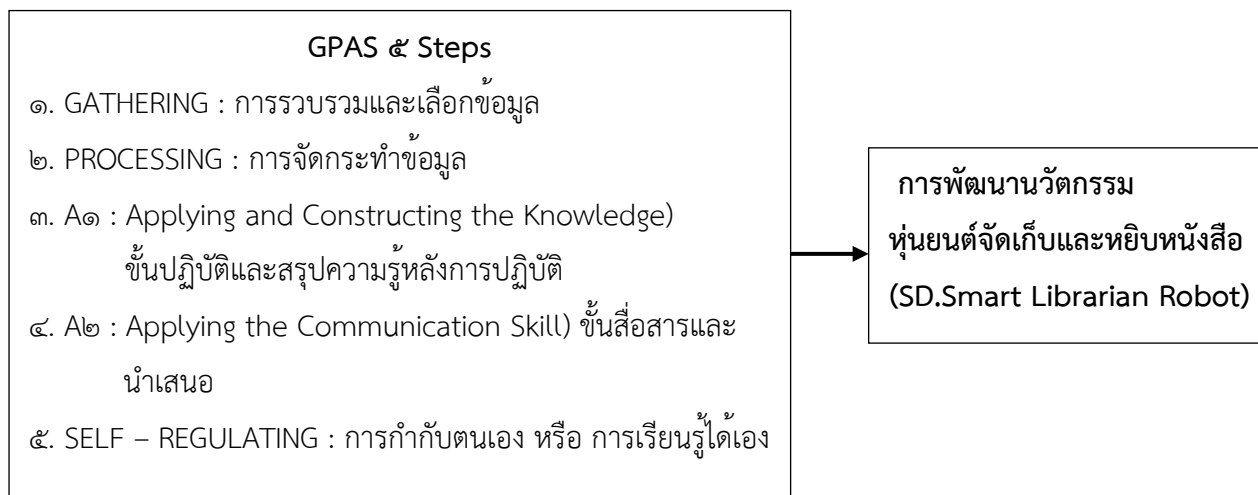 GPAS ๕ Steps
๑. GATHERING : การรวบรวมและเลือกข้อมูล
๒. PROCESSING : การจัดกระทำข้อมูล
๓. A๑ : Applying and Constructing the Knowledge)
ขั้นปฏิบัติและสรุปความรู้หลังการปฏิบัติ
๔. A๒ : Applying the Communication Skill) ขั้นสื่อสารและ
นำเสนอ
๕. SELF – REGULATING : การกำกับตนเอง หรือ การเรียนรู้ได้เอง
การพัฒนานวัตกรรม
หุ่นยนต์จัดเก็บและหยิบหนังสือ
(SD.Smart Librarian Robot)